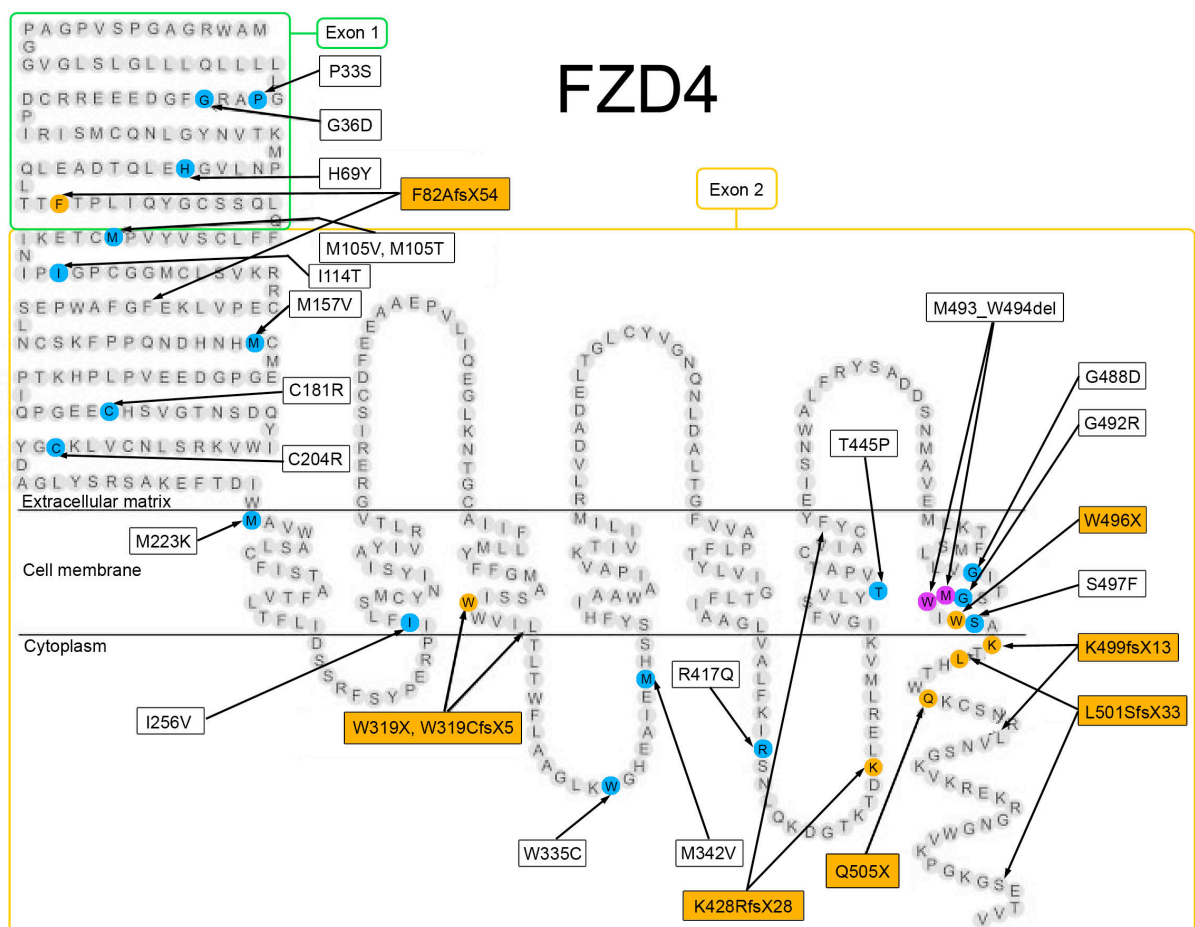 FZD4
Exon 1
Exon 2
P A G P V S P G A G R W A M
G
G V G L S L G L L L Q L L L L
I
D C R R E E E D G F G R A P G
P
I R I S M C Q N L G Y N V T K
M
Q L E A D T Q L E H G V L N P
L
T T F T P L I Q Y G C S S Q L
Q
I K E T C M P V Y V S C L F F
N
I P I G P C G G M C L S V K R
R
S E P W A F G F E K L V P E C
L
N C S K F P P Q N D H N H M C
M
P T K H P L P V E E D G P G E
I
Q P G E E C H S V G T N S D Q
Y
Y G C K L V C N L S R K V W I
D
A G L Y S R S A K E F T D I
W
P33S
G36D
H69Y
F82AfsX54
M105V, M105T
I114T
M157V
C181R
C204R
Extracellular matrix
Cell membrane
Cytoplasm
M223K
I256V
W319X, W319CfsX5
W335C
M342V
R417Q
K428RfsX28
T445P
M493_W494del
G488D
G492R
W496X
S497F
K499fsX13
L501SfsX33
Q505X
M A V W
C L S A
F I S T
L V T F A
T F L I
D S S R F S Y P E R P I
I F L
S M C Y N
I S Y I
A Y I V
V T L R
G R E R I S C D F E E A A E P V L I Q E G L K N T G C A
I I F
Y M L L
F F G M
W I S S A
W V I L
T L T W F L A A G L K W G H E A I E M H S S
Y F H I
A W A I
V A P I
K T I V
M I L I
R L V D A D E L T G L C Y V G N Q N L D A L T G F
V V A
T F L P
Y L V I
I F L T G
A A G L
V A L F K I R S N L Q K D G T K T D K L E R L M V K I
G V F S
V L Y T
T A P V
C V I A
Y F Y C
E I S N W A L F R Y S A D D S N M A V E M